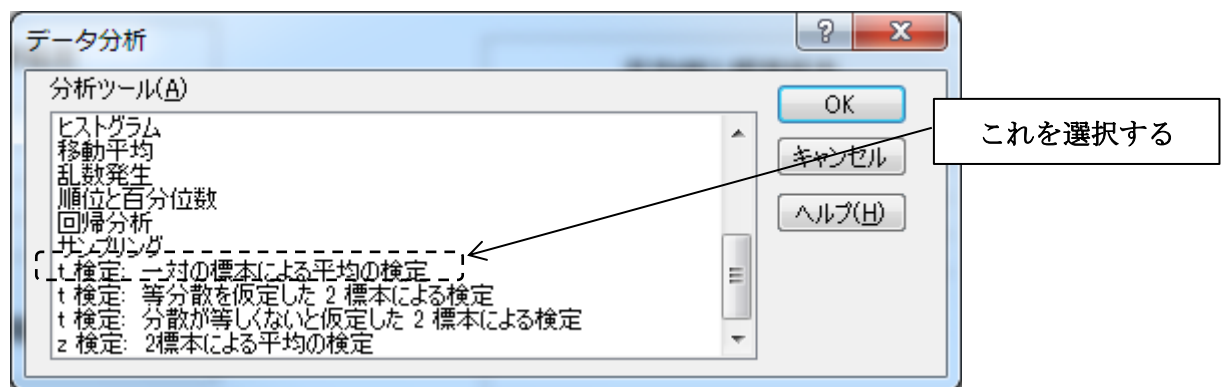 データ分析
分析ツール(A)
ヒストグラム
移動平均
乱数発生
順位と百分位数
回帰分析
サンプリング
t 検定: 一対の標本による平均の検定
t 検定: 等分散を仮定した 2 標本による検定
t 検定: 分散が等しくないと仮定した 2 標本による検定
z 検定: 2標本による平均の検定
OK
キャンセル
ヘルプ(H)
これを選択する